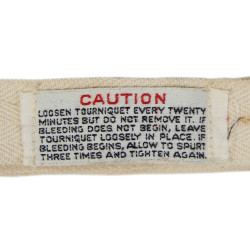 CAUTION
LOOSEN TOURNIQUET EVERY TWENTY
MINUTES BUT DO NOT REMOVE IT. IF
BLEEDING DOES NOT BEGIN, LEAVE
TOURNIQUET LOOSELY IN PLACE. IF
BLEEDING BEGINS, ALLOW TO SPURT
THREE TIMES AND TIGHTEN AGAIN.